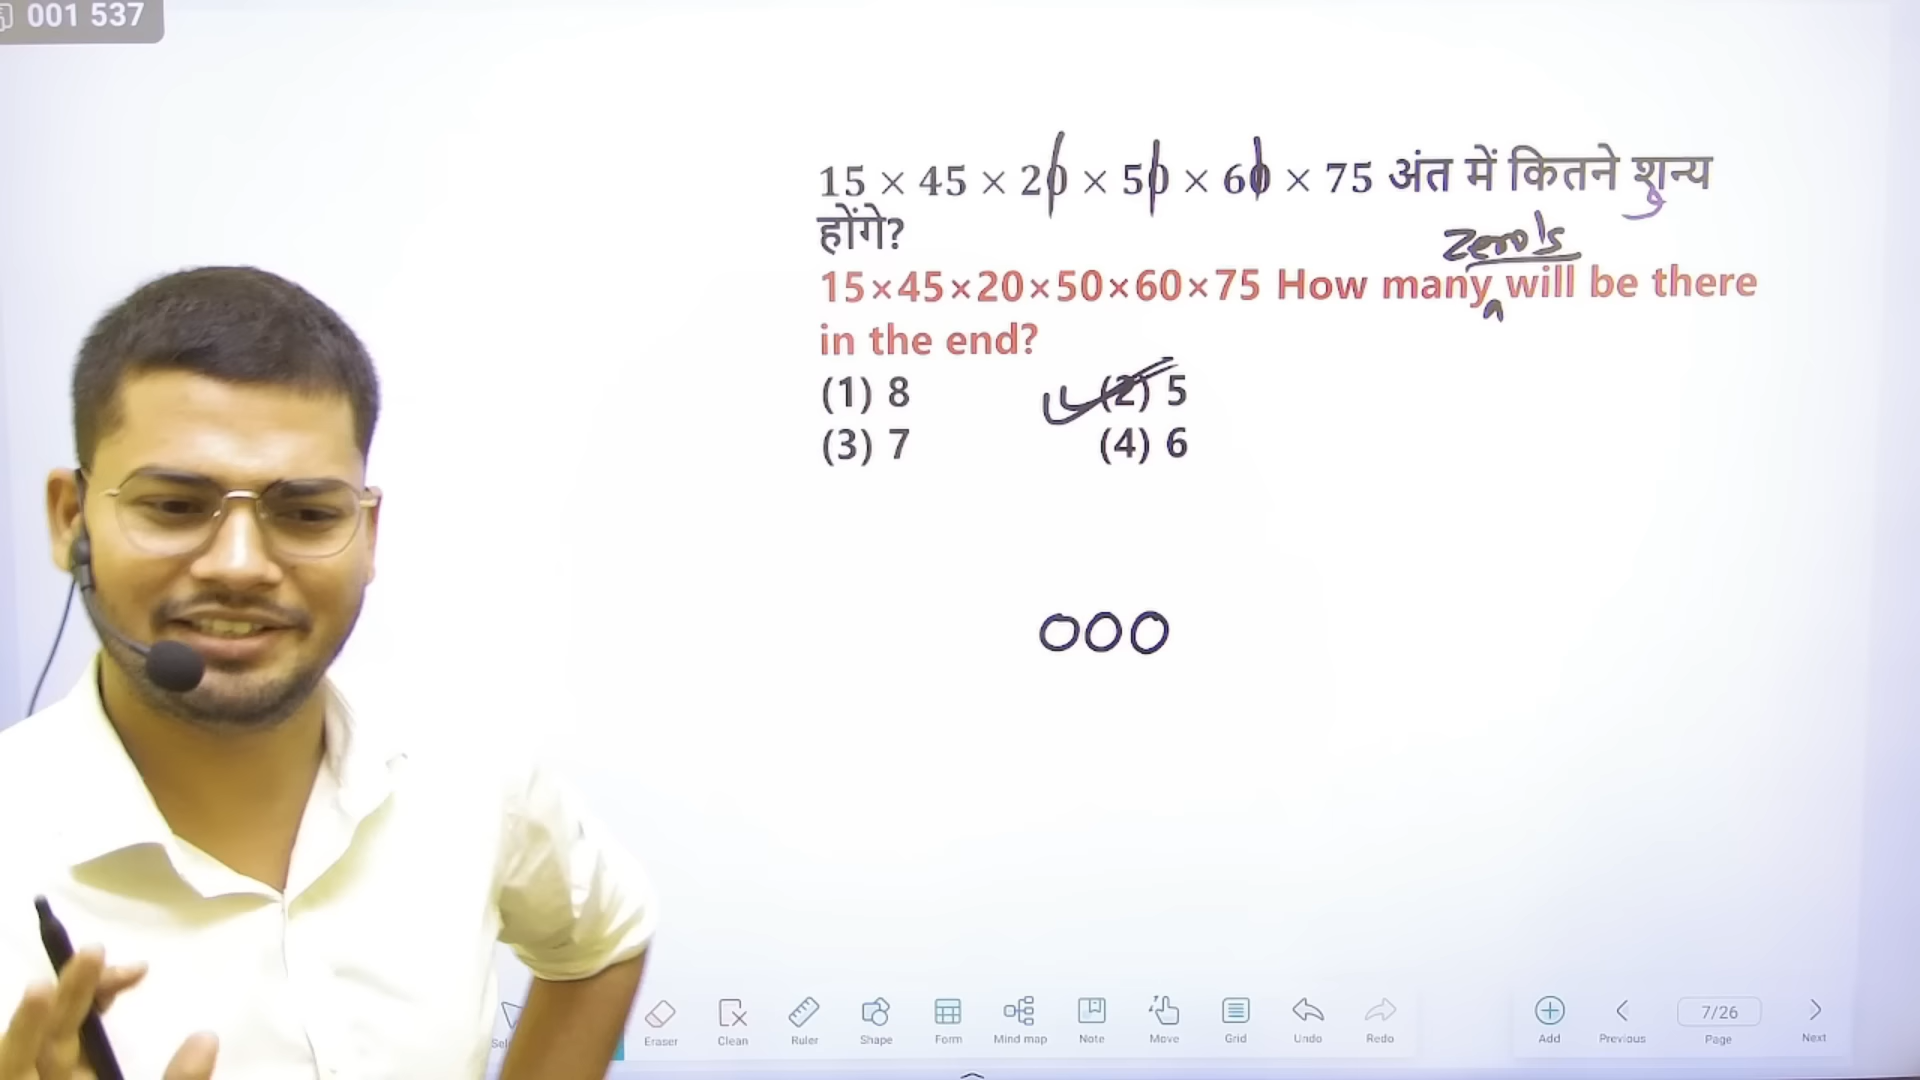 001 537
15 × 45 × 20 × 50 × 60 × 75 अंत में कितने शून्य
होंगे?
zero's
15×45×20×50×60×75 How many will be there
in the end?
(1) 8 (2) 5
(3) 7 (4) 6
000
Eraser Clean Ruler Shape Form Mind map Note Move Grid Undo Redo Add Previous 7/26 Page Next